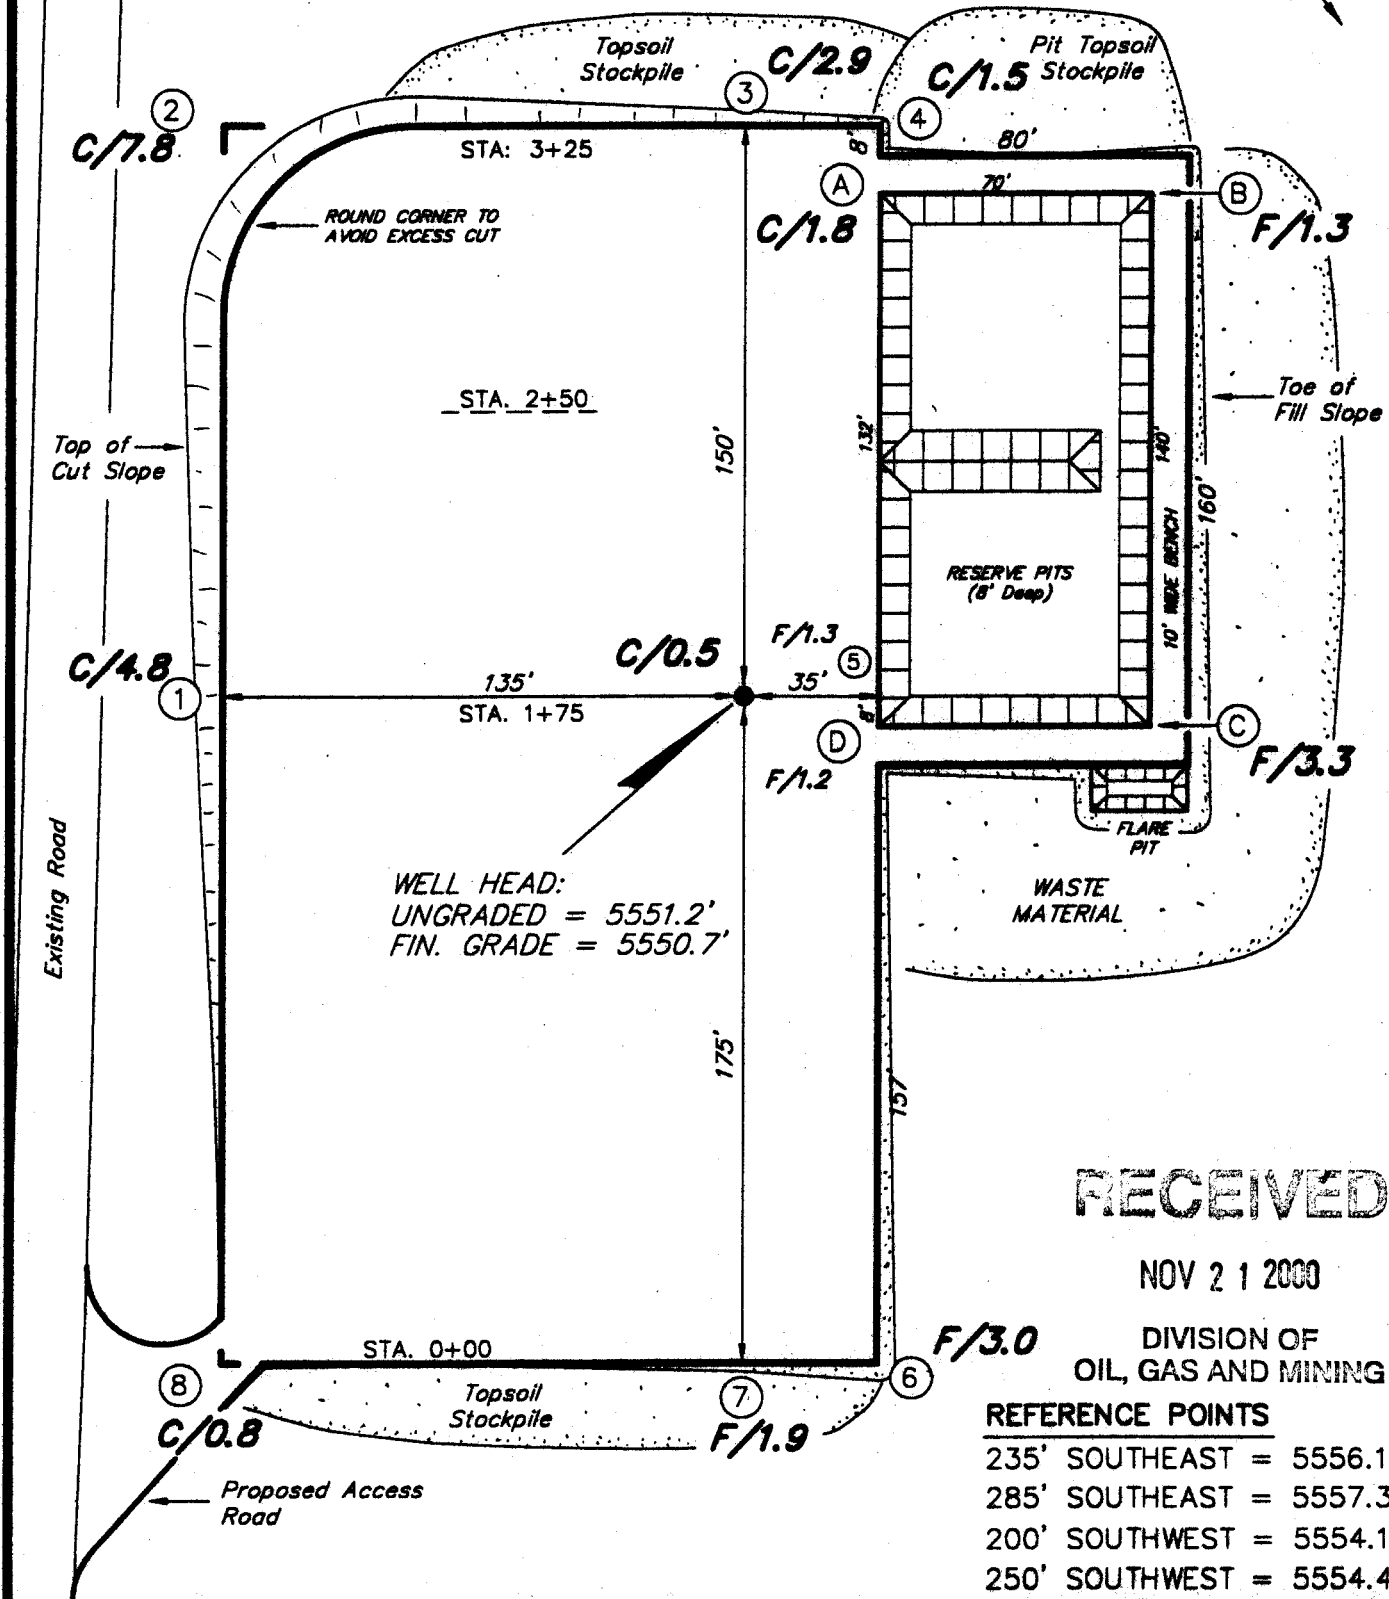 Topsoil
Stockpile
C/2.9
Pit Topsoil
Stockpile
C/1.5
2
C/7.8
3
4
STA: 3+25
8'
80'
ROUND CORNER TO
AVOID EXCESS CUT
A
C/1.8
70'
B
F/1.3
STA. 2+50
Top of
Cut Slope
150'
132'
140'
160'
Toe of
Fill Slope
10' WIDE BENCH
RESERVE PITS
(8' Deep)
C/4.8
1
135'
STA. 1+75
C/0.5
F/1.3
5
35'
8'
D
F/1.2
C
F/3.3
FLARE
PIT
WASTE
MATERIAL
Existing Road
WELL HEAD:
UNGRADED = 5551.2'
FIN. GRADE = 5550.7'
175'
157'
RECEIVED
NOV 21 2000
DIVISION OF
OIL, GAS AND MINING
STA. 0+00
8
C/0.8
Topsoil
Stockpile
7
F/1.9
6
F/3.0
Proposed Access
Road
REFERENCE POINTS
235' SOUTHEAST = 5556.1
285' SOUTHEAST = 5557.3
200' SOUTHWEST = 5554.1
250' SOUTHWEST = 5554.4